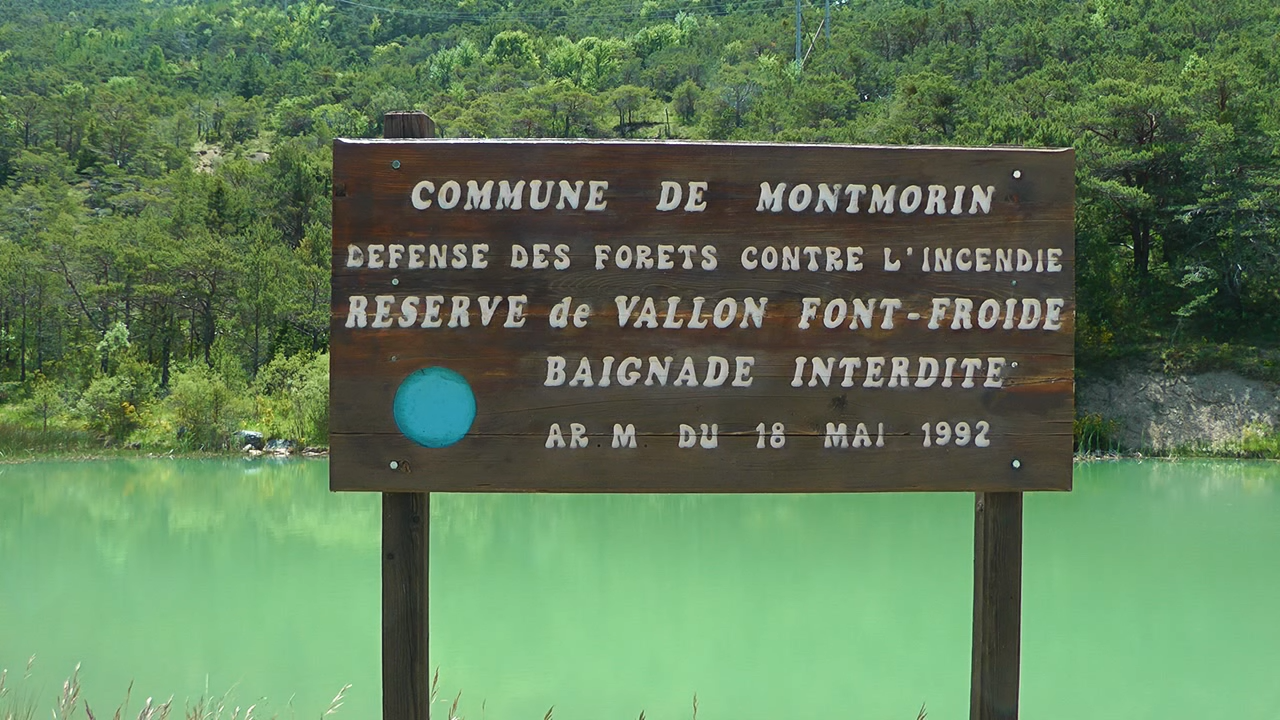 COMMUNE DE MONTMORIN
DEFENSE DES FORETS CONTRE L'INCENDIE
RESERVE de VALLON FONT-FROIDE
BAIGNADE INTERDITE
AR. M DU 18 MAI 1992